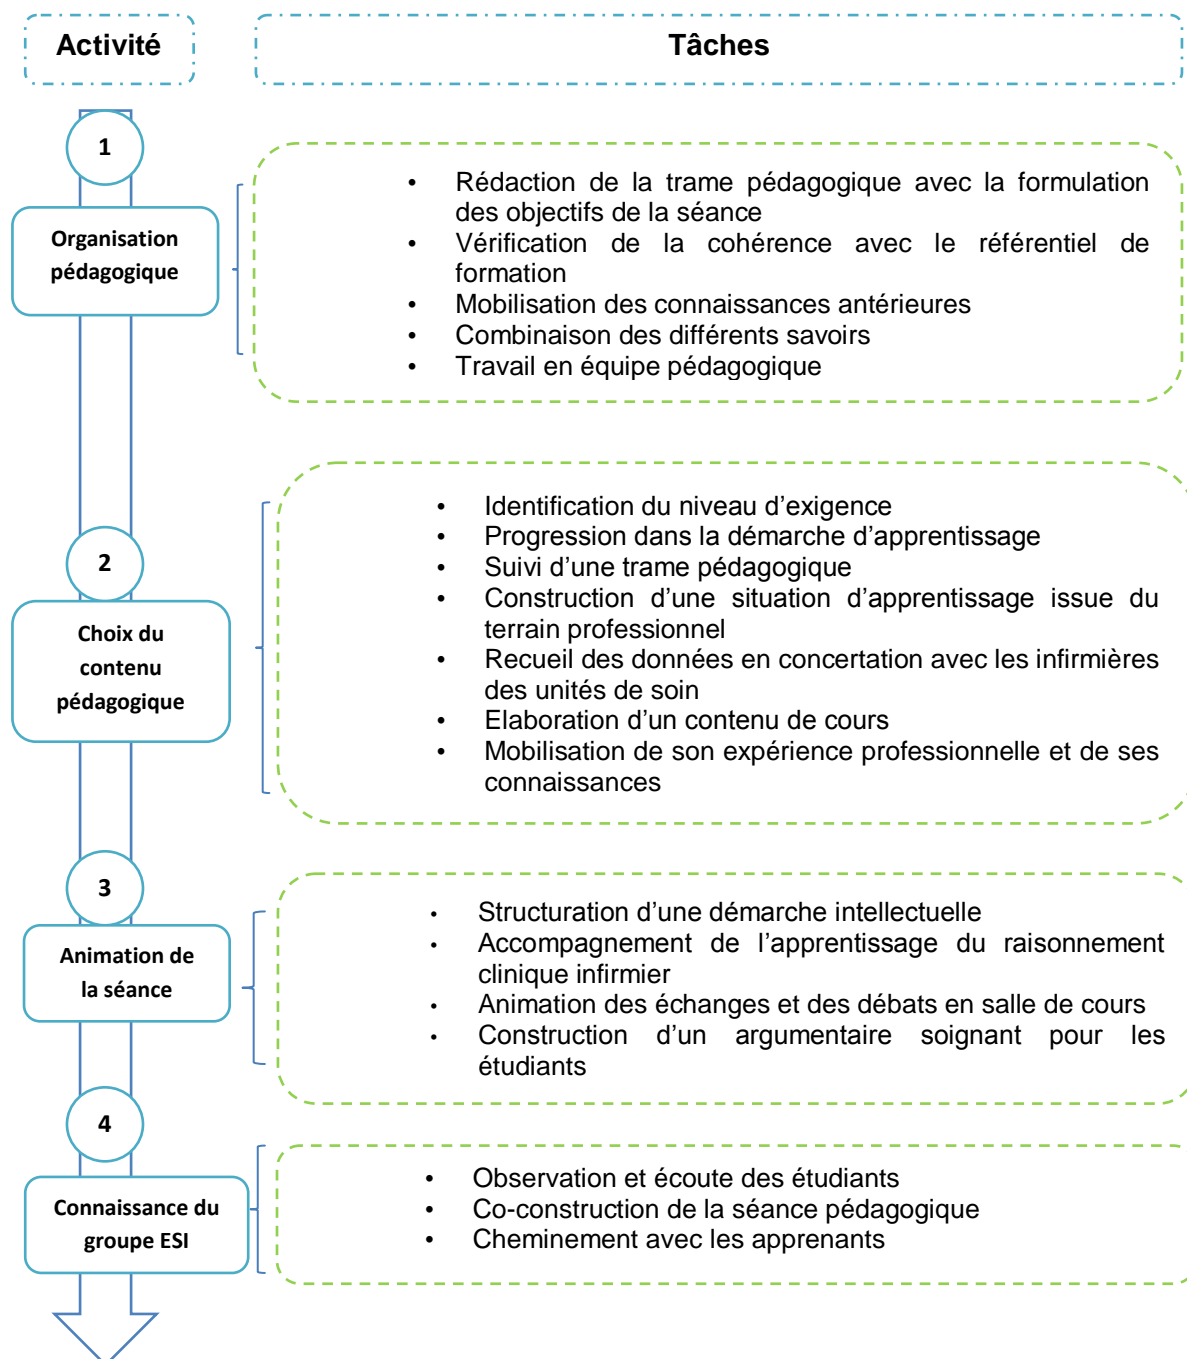 Activité
Tâches
1
Organisation
pédagogique
• Rédaction de la trame pédagogique avec la formulation
des objectifs de la séance
• Vérification de la cohérence avec le référentiel de
formation
• Mobilisation des connaissances antérieures
• Combinaison des différents savoirs
• Travail en équipe pédagogique
2
Choix du
contenu
pédagogique
• Identification du niveau d’exigence
• Progression dans la démarche d’apprentissage
• Suivi d’une trame pédagogique
• Construction d’une situation d’apprentissage issue du
terrain professionnel
• Recueil des données en concertation avec les infirmières
des unités de soin
• Elaboration d’un contenu de cours
• Mobilisation de son expérience professionnelle et de ses
connaissances
3
Animation de
la séance
• Structuration d’une démarche intellectuelle
• Accompagnement de l’apprentissage du raisonnement
clinique infirmier
• Animation des échanges et des débats en salle de cours
• Construction d’un argumentaire soignant pour les
étudiants
4
Connaissance du
groupe ESI
• Observation et écoute des étudiants
• Co-construction de la séance pédagogique
• Cheminement avec les apprenants